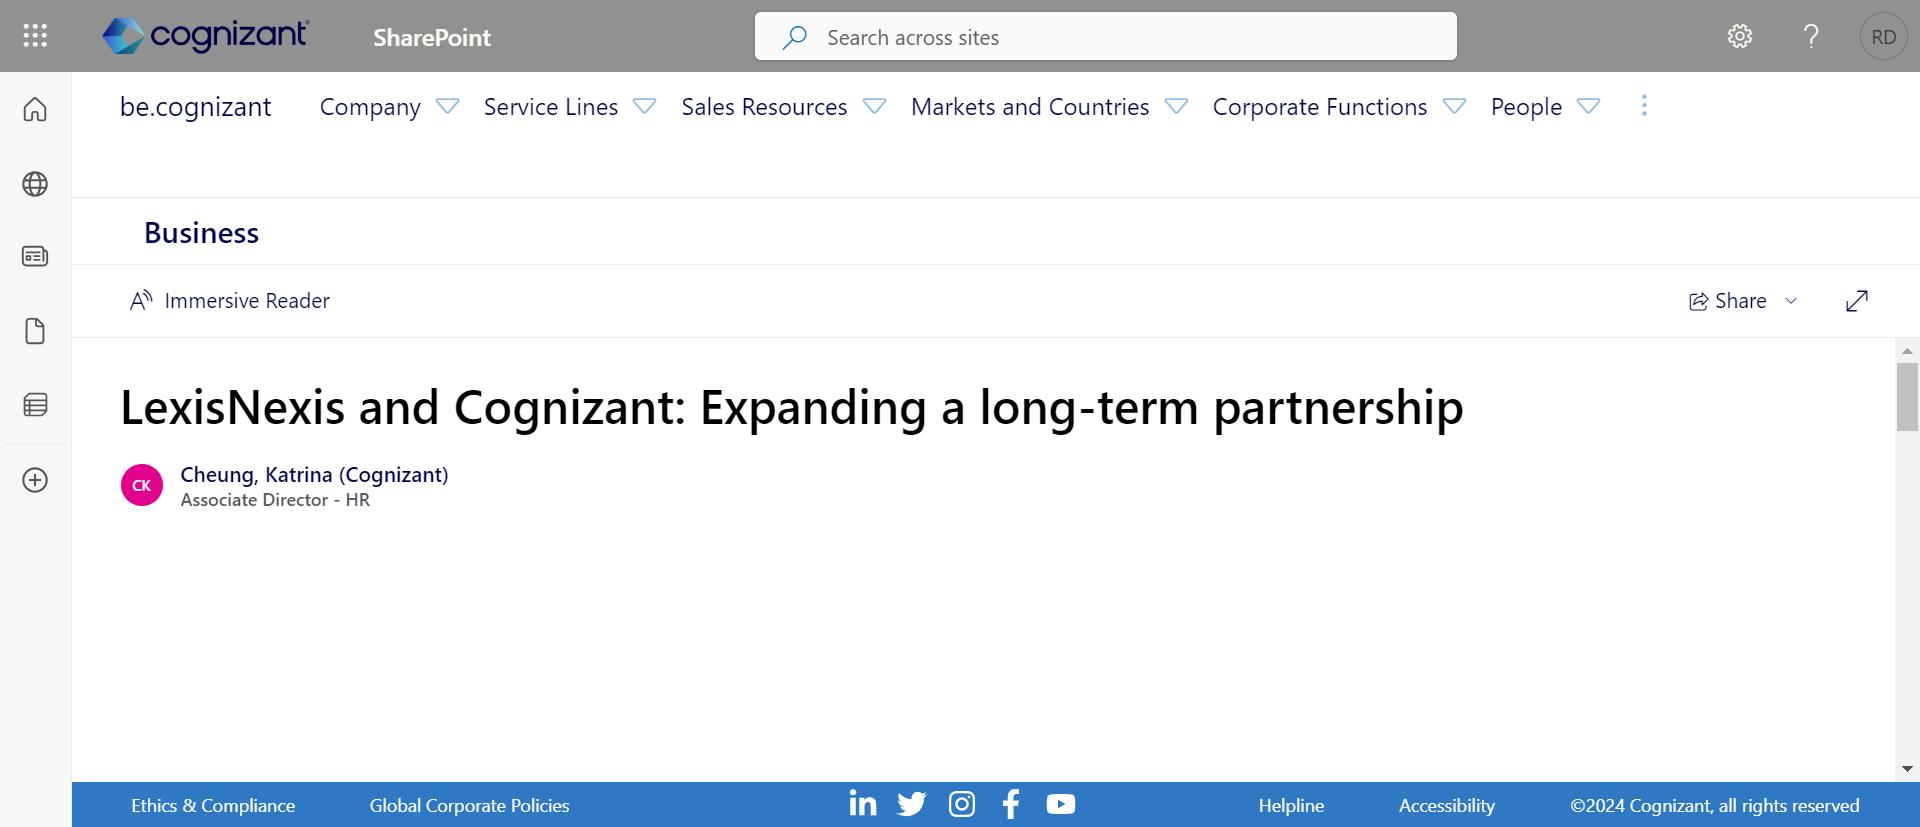 cognizant
SharePoint
Search across sites
RD
be.cognizant
Company
Service Lines
Sales Resources
Markets and Countries
Corporate Functions
People
Business
Immersive Reader
Share
LexisNexis and Cognizant: Expanding a long-term partnership
CK
Cheung, Katrina (Cognizant)
Associate Director - HR
Ethics & Compliance
Global Corporate Policies
Helpline
Accessibility
©2024 Cognizant, all rights reserved